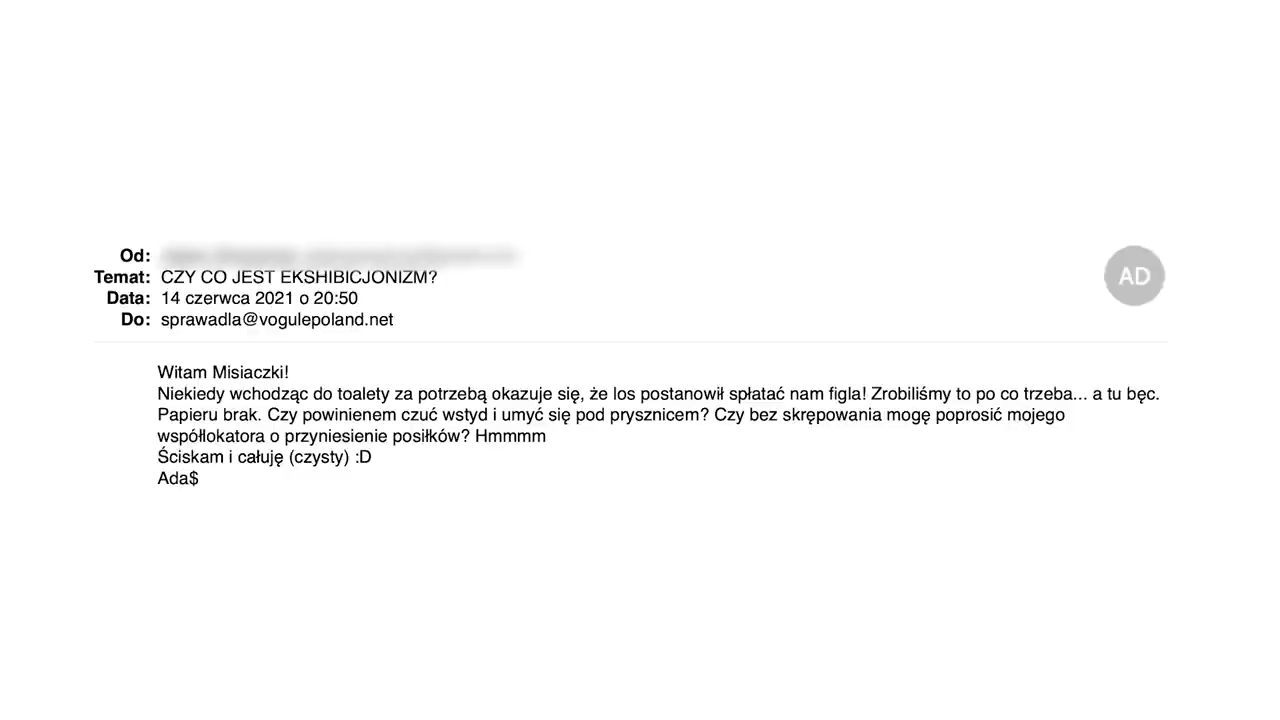 Od:
Temat: CZY CO JEST EKSHIBICJONIZM?
Data: 14 czerwca 2021 o 20:50
Do: sprawadla@vogulepoland.net
AD
Witam Misiaczki!
Niekiedy wchodząc do toalety za potrzebą okazuje się, że los postanowił spłatać nam figla! Zrobiliśmy to po co trzeba... a tu bęc.
Papieru brak. Czy powinienem czuć wstyd i umyć się pod prysznicem? Czy bez skrępowania mogę poprosić mojego
współlokatora o przyniesienie posiłków? Hmmmm
Ściskam i całuję (czysty) :D
Ada$